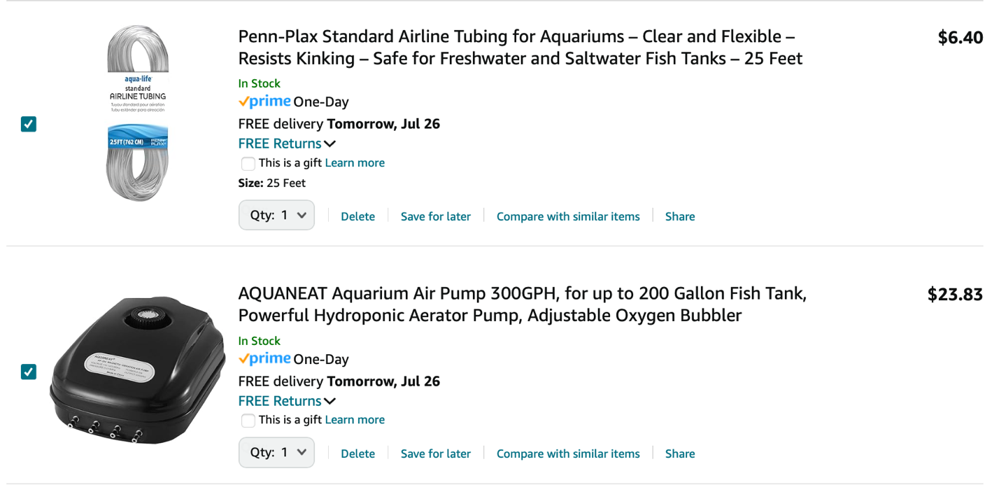 Penn-Plax Standard Airline Tubing for Aquariums – Clear and Flexible –
$6.40
Resists Kinking – Safe for Freshwater and Saltwater Fish Tanks – 25 Feet
In Stock
prime One-Day
FREE delivery Tomorrow, Jul 26
FREE Returns
This is a gift Learn more
Size: 25 Feet
Qty: 1
Delete
Save for later
Compare with similar items
Share
aqua-life
standard
AIRLINE TUBING
Tuyau standard pour aération
Tubu estándar para aireación
25FT (762 CM)
PENN PLAX
AQUANEAT Aquarium Air Pump 300GPH, for up to 200 Gallon Fish Tank,
$23.83
Powerful Hydroponic Aerator Pump, Adjustable Oxygen Bubbler
In Stock
prime One-Day
FREE delivery Tomorrow, Jul 26
FREE Returns
This is a gift Learn more
Qty: 1
Delete
Save for later
Compare with similar items
Share
AQUANEAT